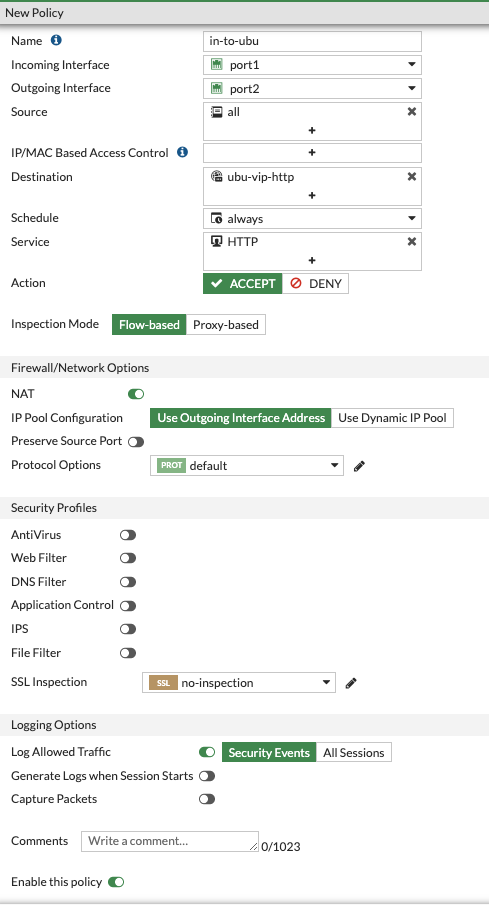 New Policy
Name in-to-ubu
Incoming Interface port1
Outgoing Interface port2
Source all
+
IP/MAC Based Access Control +
Destination ubu-vip-http
+
Schedule always
Service HTTP
+
Action ACCEPT DENY
Inspection Mode Flow-based Proxy-based
Firewall/Network Options
NAT
IP Pool Configuration Use Outgoing Interface Address Use Dynamic IP Pool
Preserve Source Port
Protocol Options PROT default
Security Profiles
AntiVirus
Web Filter
DNS Filter
Application Control
IPS
File Filter
SSL Inspection SSL no-inspection
Logging Options
Log Allowed Traffic Security Events All Sessions
Generate Logs when Session Starts
Capture Packets
Comments Write a comment... 0/1023
Enable this policy